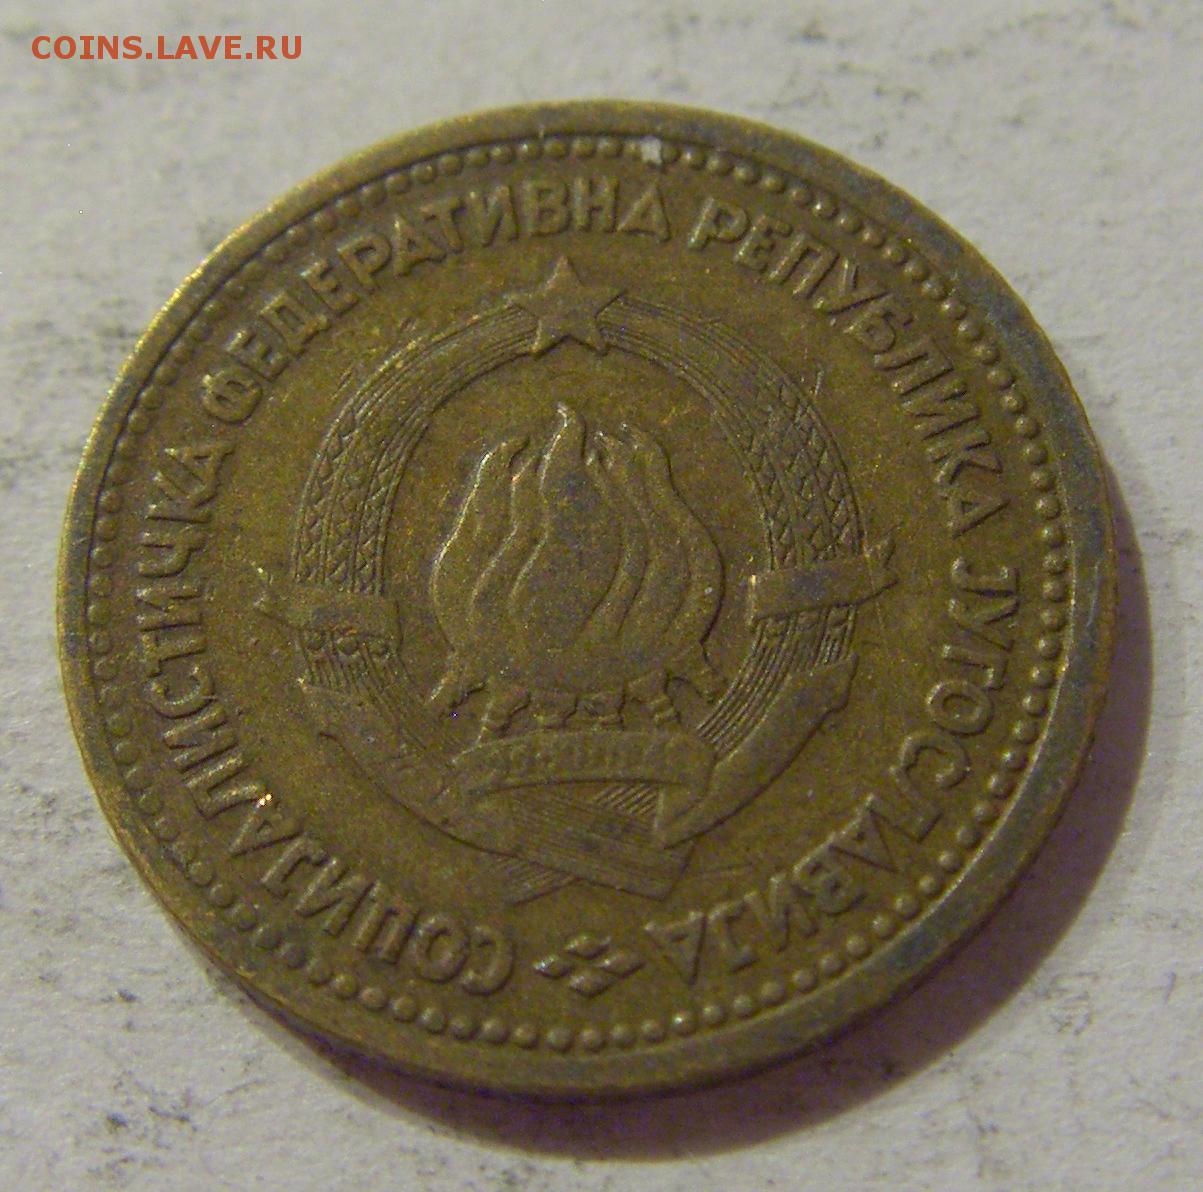 COINS.LAVE.RU
СОЦИЈАЛИСТИЧКА ФЕДЕРАТИВНА РЕПУБЛИКА ЈУГОСЛАВИЈА